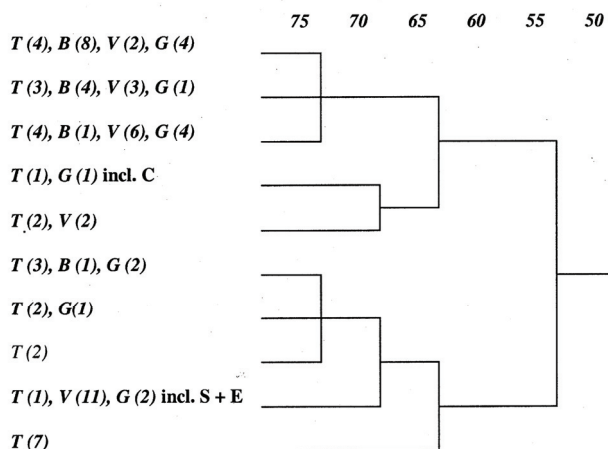 75 70 65 60 55 50
T (4), B (8), V (2), G (4)
T (3), B (4), V (3), G (1)
T (4), B (1), V (6), G (4)
T (1), G (1) incl. C
T (2), V (2)
T (3), B (1), G (2)
T (2), G(1)
T (2)
T (1), V (11), G (2) incl. S + E
T (7)